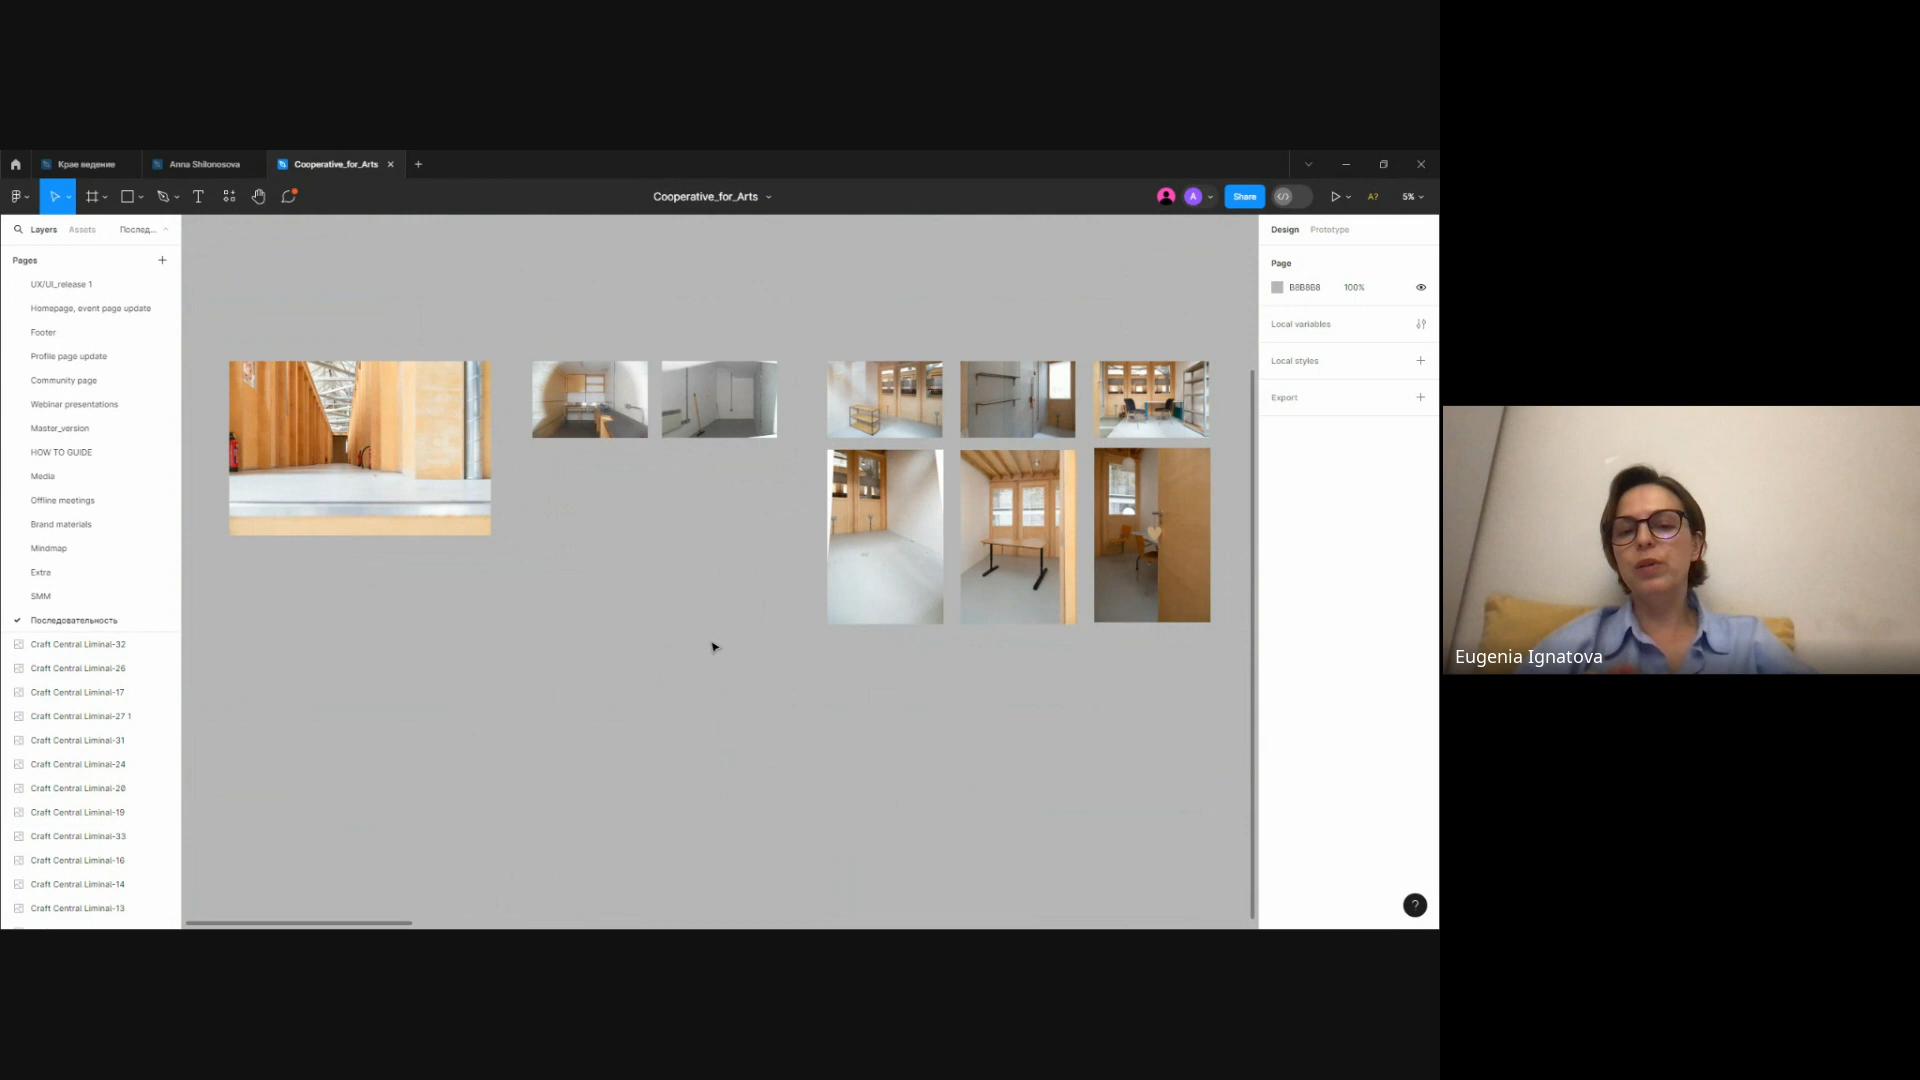 Крае ведение
Anna Shilonosova
Cooperative_for_Arts
Cooperative_for_Arts
A
Share
A?
5%
Layers
Assets
Послед...
Pages
UX/UI_release 1
Homepage, event page update
Footer
Profile page update
Community page
Webinar presentations
Master_version
HOW TO GUIDE
Media
Offline meetings
Brand materials
Mindmap
Extra
SMM
Последовательность
Craft Central Liminal-32
Craft Central Liminal-26
Craft Central Liminal-17
Craft Central Liminal-27 1
Craft Central Liminal-31
Craft Central Liminal-24
Craft Central Liminal-20
Craft Central Liminal-19
Craft Central Liminal-33
Craft Central Liminal-16
Craft Central Liminal-14
Craft Central Liminal-13
Design
Prototype
Page
B8B8B8
100%
Local variables
Local styles
Export
?
Eugenia Ignatova